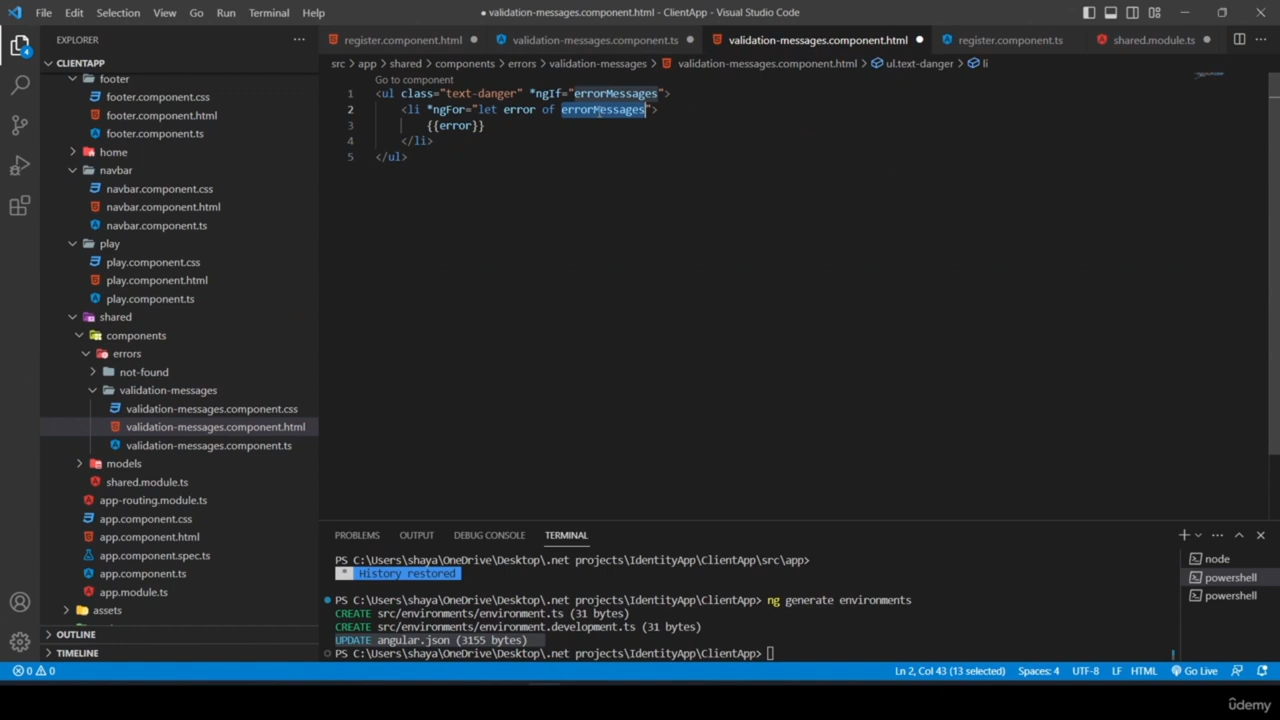 File Edit Selection View Go Run Terminal Help
● validation-messages.component.html - ClientApp - Visual Studio Code
EXPLORER
register.component.html
validation-messages.component.ts
validation-messages.component.html
register.component.ts
shared.module.ts
CLIENTAPP
src > app > shared > components > errors > validation-messages > validation-messages.component.html > ul.text-danger > li
4
footer
footer.component.css
footer.component.html
footer.component.ts
home
navbar
navbar.component.css
navbar.component.html
navbar.component.ts
play
play.component.css
play.component.html
play.component.ts
shared
components
errors
not-found
validation-messages
validation-messages.component.css
validation-messages.component.html
validation-messages.component.ts
models
shared.module.ts
app-routing.module.ts
app.component.css
app.component.html
app.component.spec.ts
app.component.ts
app.module.ts
assets
OUTLINE
TIMELINE
Go to component
1 <ul class="text-danger" *ngIf="errorMessages">
2 <li *ngFor="let error of errorMessages">
3 {{error}}
4 </li>
5 </ul>
PROBLEMS OUTPUT DEBUG CONSOLE TERMINAL
PS C:\Users\shaya\OneDrive\Desktop\.net projects\IdentityApp\ClientApp\src\app>
* History restored
PS C:\Users\shaya\OneDrive\Desktop\.net projects\IdentityApp\ClientApp> ng generate environments
CREATE src/environments/environment.ts (31 bytes)
CREATE src/environments/environment.development.ts (31 bytes)
UPDATE angular.json (3155 bytes)
PS C:\Users\shaya\OneDrive\Desktop\.net projects\IdentityApp\ClientApp>
node
powershell
powershell
0 0
Ln 2, Col 43 (13 selected) Spaces: 4 UTF-8 LF HTML Go Live
ûdemy